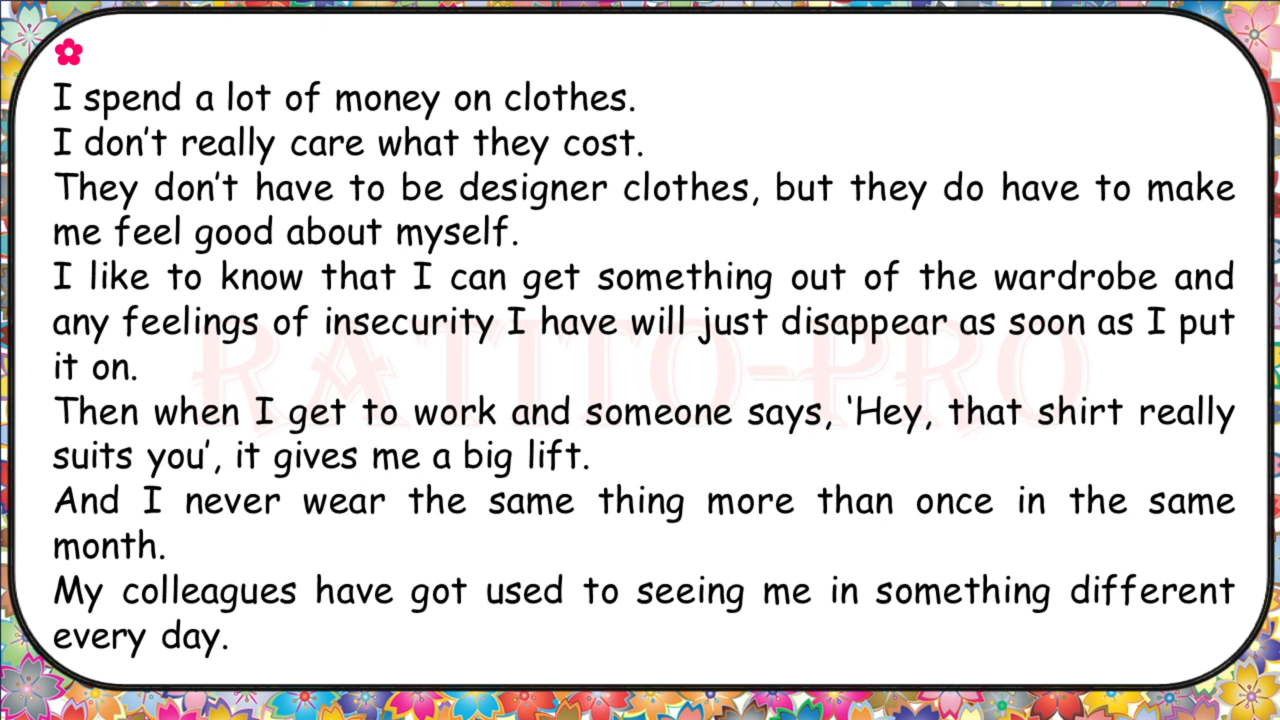 I spend a lot of money on clothes.
I don’t really care what they cost.
They don’t have to be designer clothes, but they do have to make
me feel good about myself.
I like to know that I can get something out of the wardrobe and
any feelings of insecurity I have will just disappear as soon as I put
it on.
Then when I get to work and someone says, ‘Hey, that shirt really
suits you’, it gives me a big lift.
And I never wear the same thing more than once in the same
month.
My colleagues have got used to seeing me in something different
every day.
RATITO-PRO